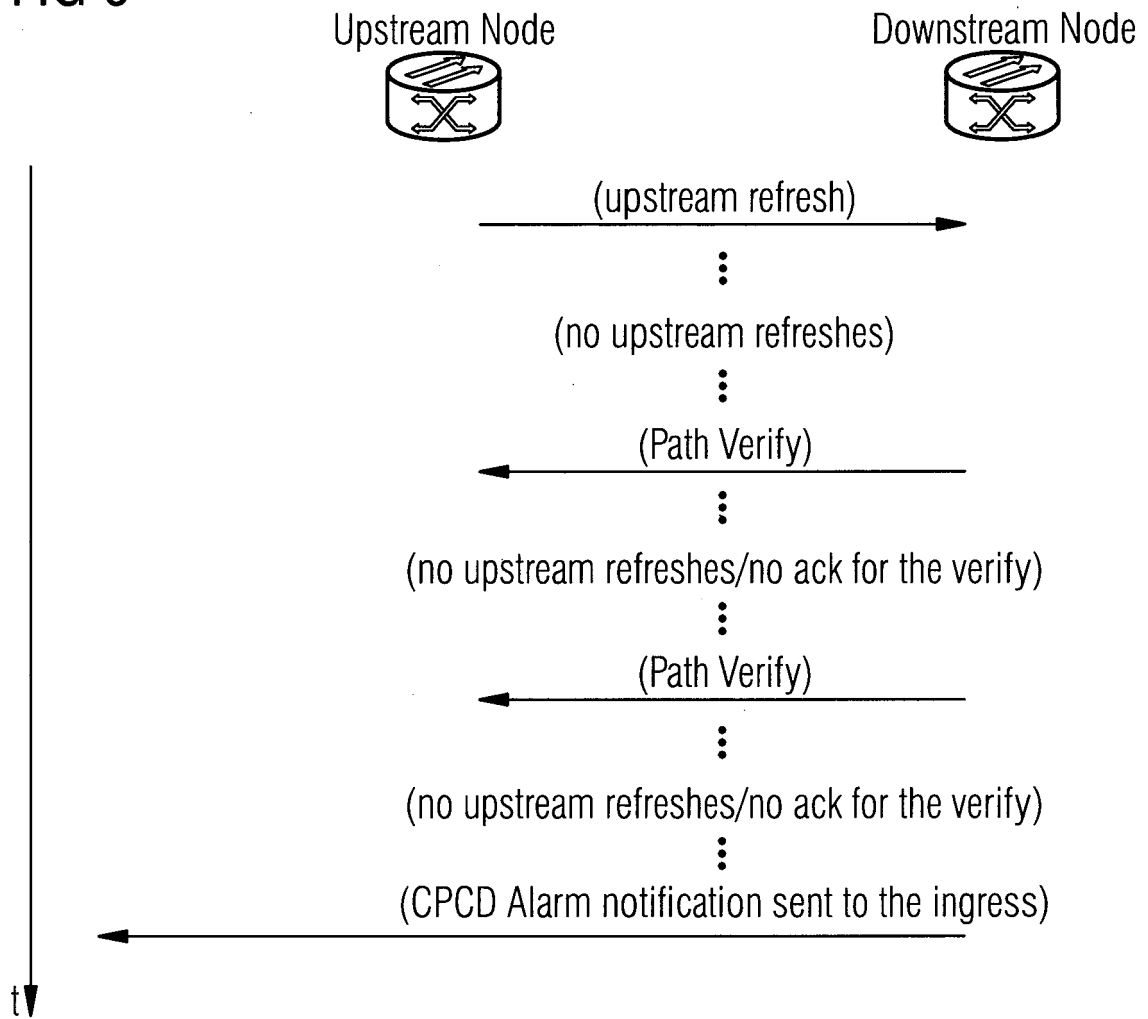 Upstream Node
Downstream Node
(upstream refresh)
(no upstream refreshes)
(Path Verify)
(no upstream refreshes/no ack for the verify)
(Path Verify)
(no upstream refreshes/no ack for the verify)
(CPCD Alarm notification sent to the ingress)
t